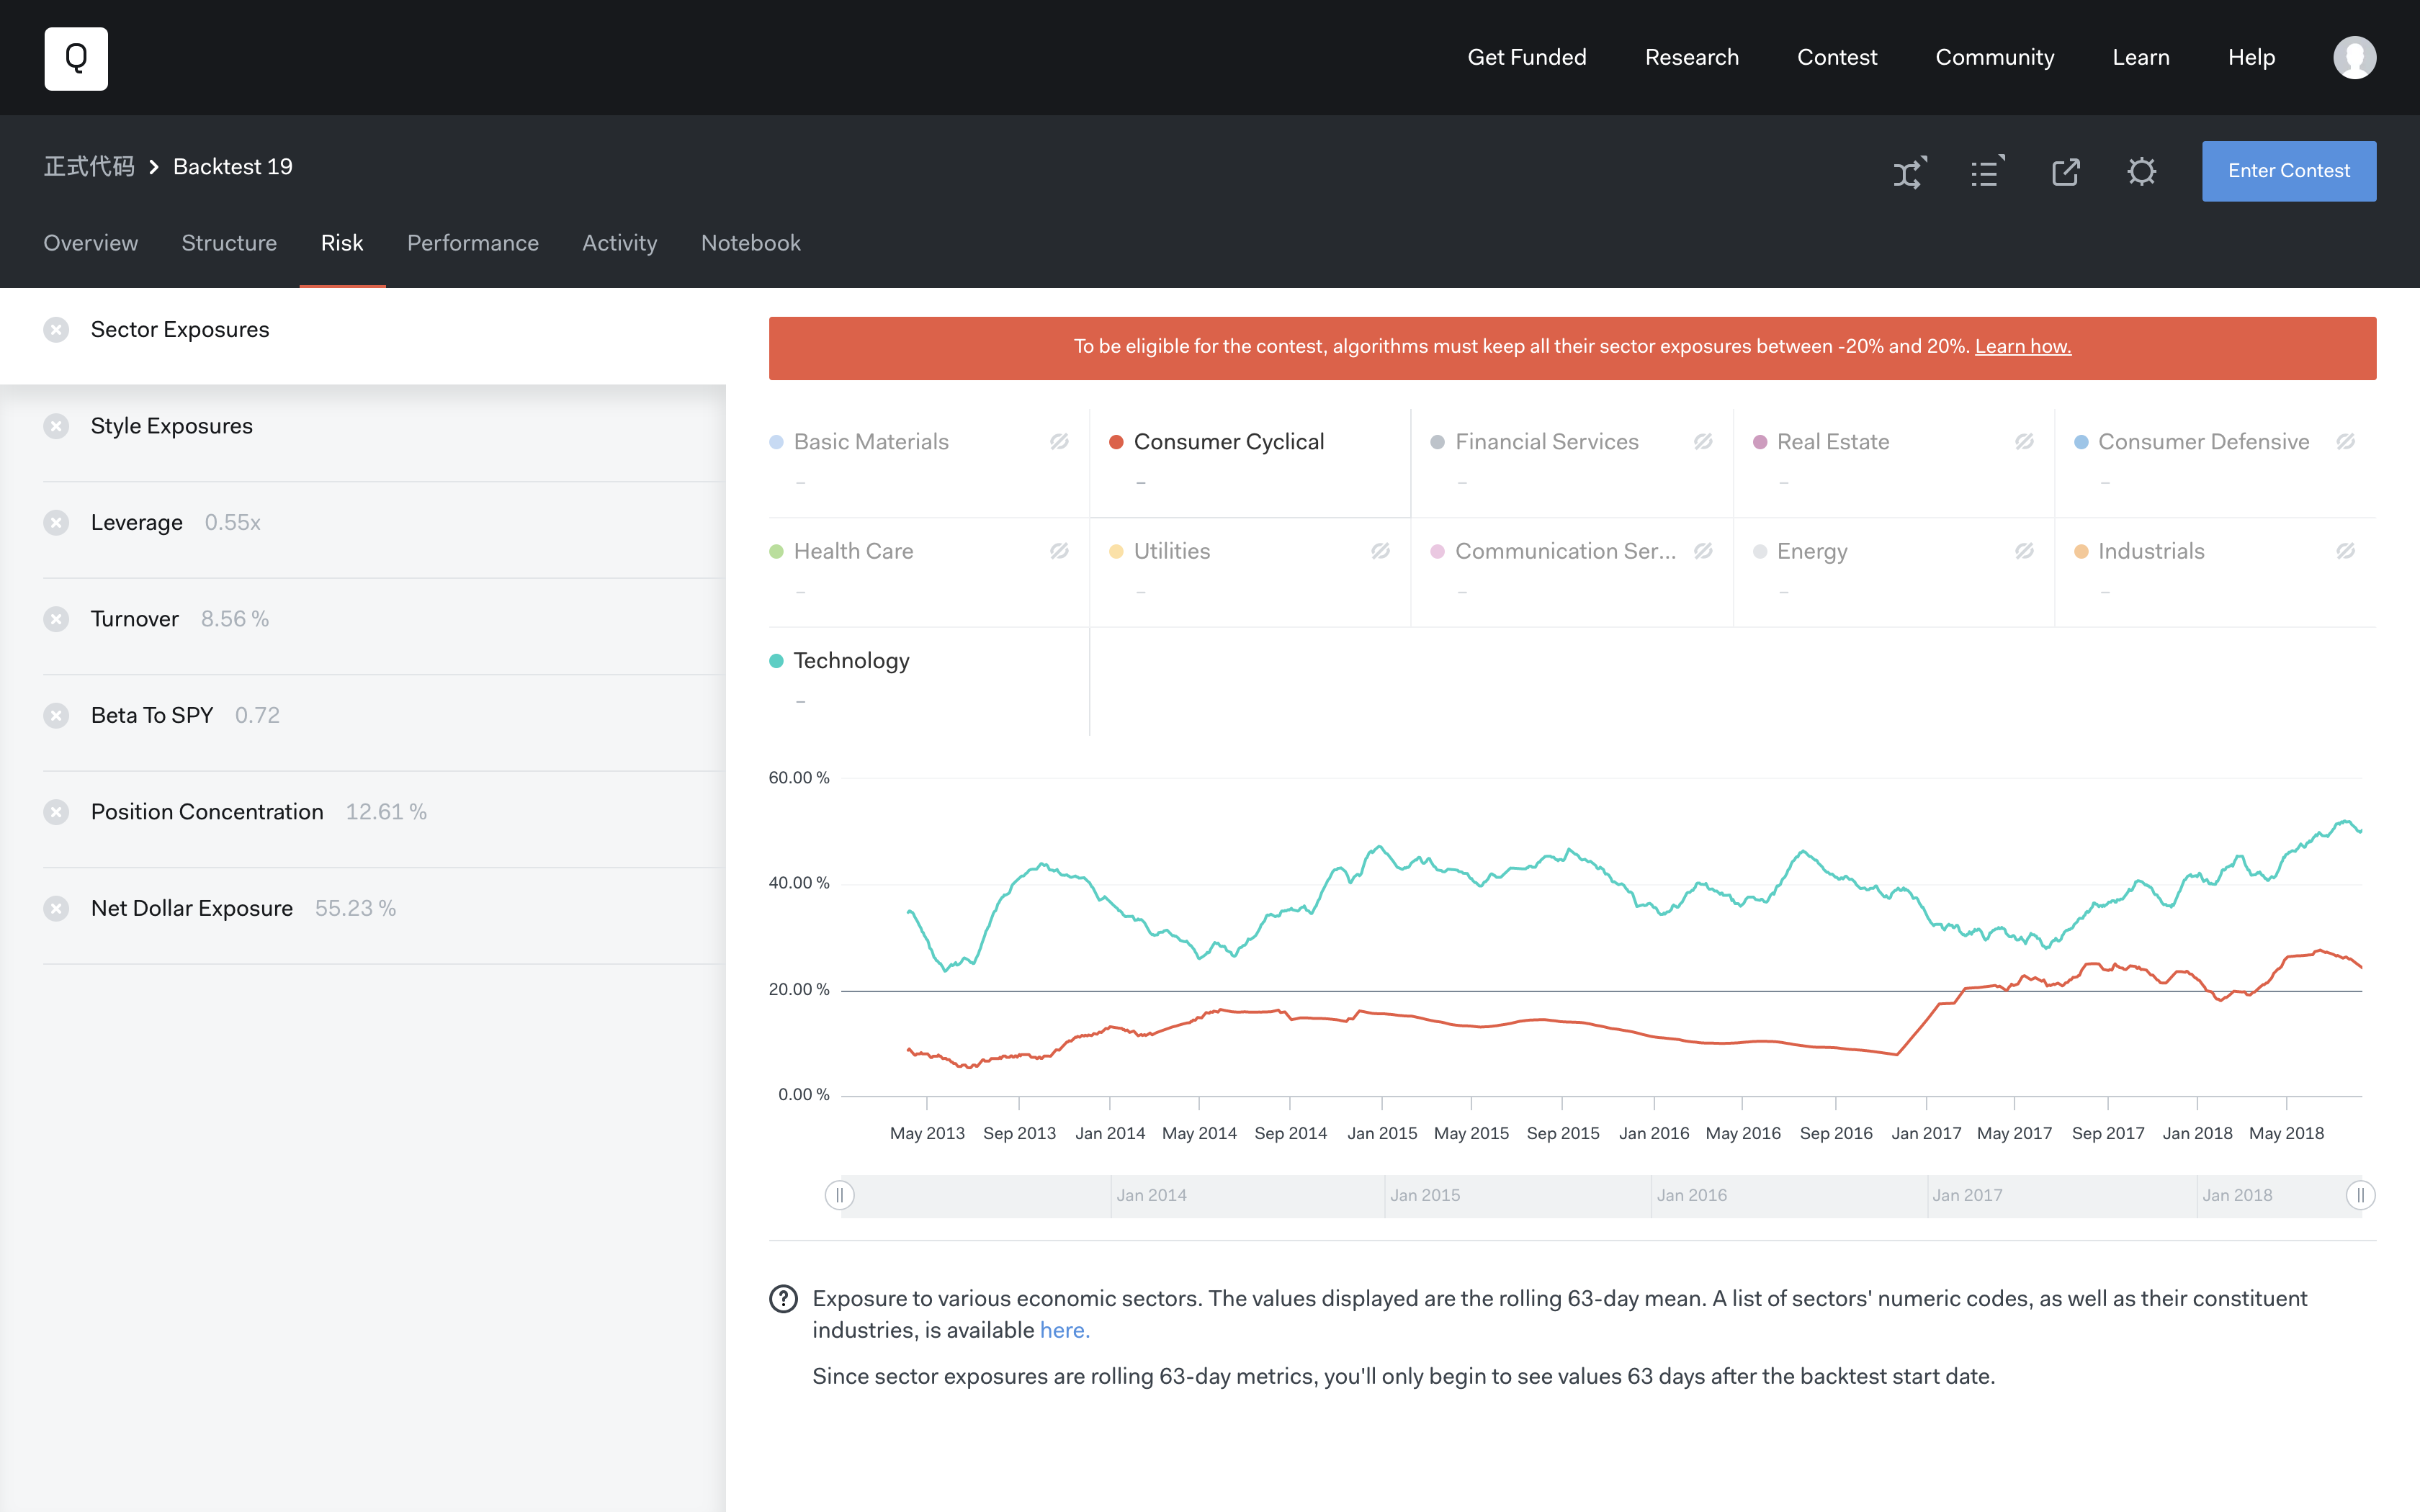 Q
Get Funded Research Contest Community Learn Help
正式代码 Backtest 19
Enter Contest
Overview Structure Risk Performance Activity Notebook
Sector Exposures
Style Exposures
Leverage 0.55x
Turnover 8.56 %
Beta To SPY 0.72
Position Concentration 12.61 %
Net Dollar Exposure 55.23 %
To be eligible for the contest, algorithms must keep all their sector exposures between -20% and 20%. Learn how.
Basic Materials Consumer Cyclical Financial Services Real Estate Consumer Defensive
– – – – –
Health Care Utilities Communication Ser... Energy Industrials
– – – – –
Technology
–
60.00 %
40.00 %
20.00 %
0.00 %
May 2013 Sep 2013 Jan 2014 May 2014 Sep 2014 Jan 2015 May 2015 Sep 2015 Jan 2016 May 2016 Sep 2016 Jan 2017 May 2017 Sep 2017 Jan 2018 May 2018
Jan 2014 Jan 2015 Jan 2016 Jan 2017 Jan 2018
Exposure to various economic sectors. The values displayed are the rolling 63-day mean. A list of sectors' numeric codes, as well as their constituent
industries, is available here.
Since sector exposures are rolling 63-day metrics, you'll only begin to see values 63 days after the backtest start date.